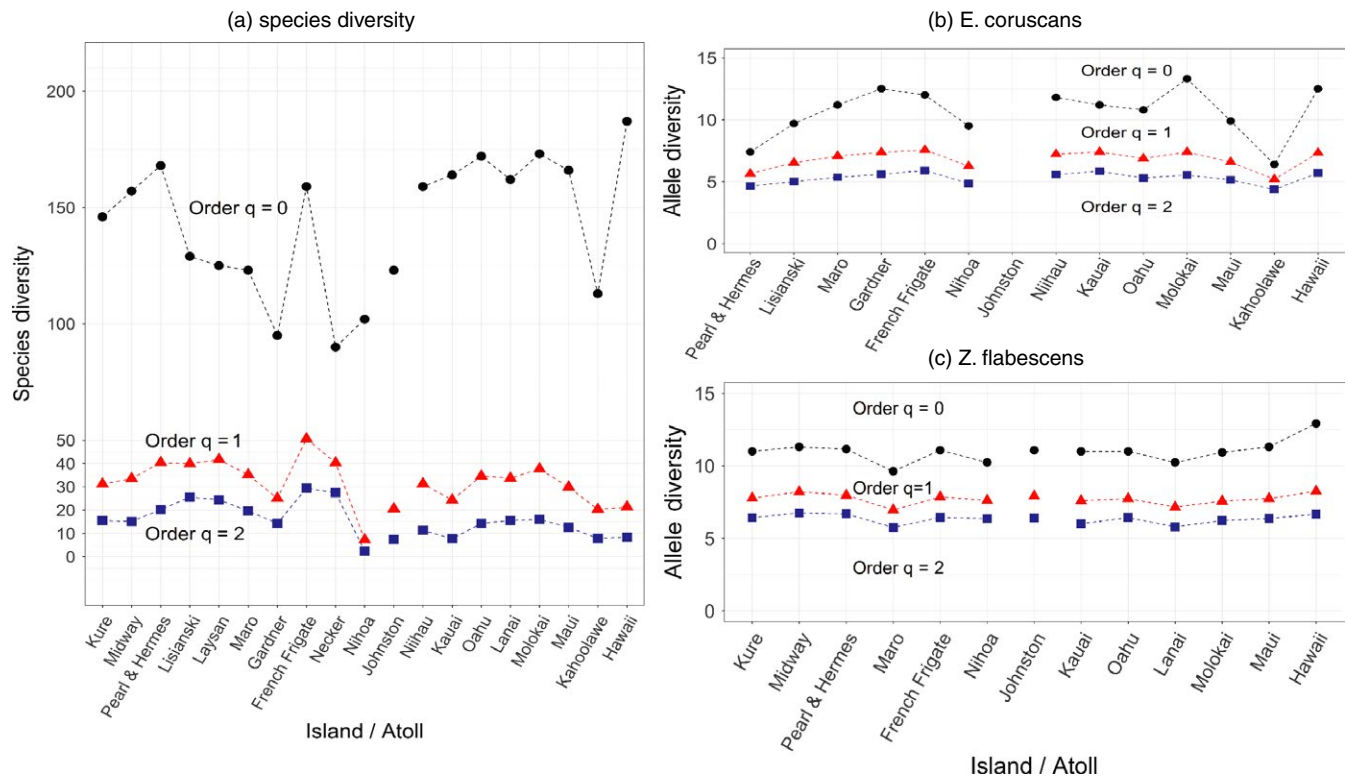 (a) species diversity
Species diversity
200
150
100
50
40
30
20
10
0
Order q = 0
Order q = 1
Order q = 2
Kure
Midway
Pearl & Hermes
Lisianski
Laysan
Maro
Gardner
French Frigate
Necker
Nihoa
Johnston
Niihau
Kauai
Oahu
Lanai
Molokai
Maui
Kahoolawe
Hawaii
Island / Atoll
(b) E. coruscans
Allele diversity
15
10
5
0
Order q = 0
Order q = 1
Order q = 2
Pearl & Hermes
Lisianski
Maro
Gardner
French Frigate
Nihoa
Johnston
Niihau
Kauai
Oahu
Molokai
Maui
Kahoolawe
Hawaii
(c) Z. flabescens
Allele diversity
15
10
5
0
Order q = 0
Order q=1
Order q = 2
Kure
Midway
Pearl & Hermes
Maro
French Frigate
Nihoa
Johnston
Kauai
Oahu
Lanai
Molokai
Maui
Hawaii
Island / Atoll